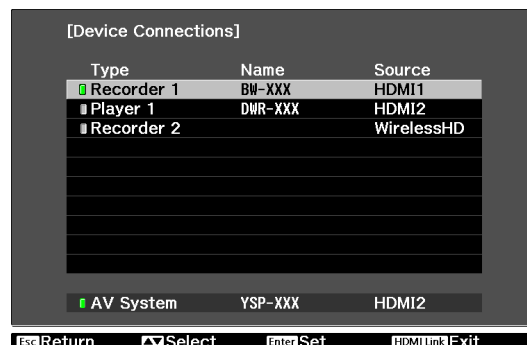 [Device Connections]
Type Name Source
Recorder 1 BW-XXX HDMI1
Player 1 DWR-XXX HDMI2
Recorder 2 WirelessHD
AV System YSP-XXX HDMI2
Esc Return Select Enter Set HDMI Link Exit